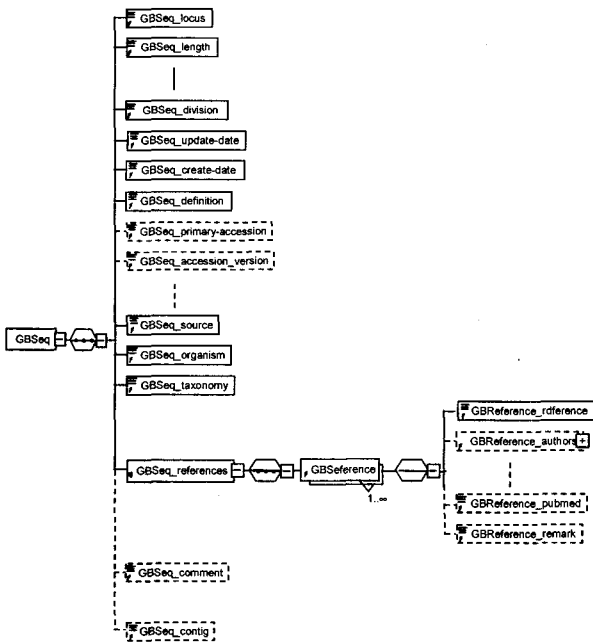 GBSeq_locus
GBSeq_length
GBSeq_division
GBSeq_update-date
GBSeq_create-date
GBSeq_definition
GBSeq_primary-accession
GBSeq_accession_version
GBSeq_source
GBSeq
GBSeq_organism
GBSeq_taxonomy
GBReference_rdference
GBReference_authors
GBSeq_references
GBSeference
1..∞
GBReference_pubmed
GBReference_remark
GBSeq_comment
GBSeq_contig